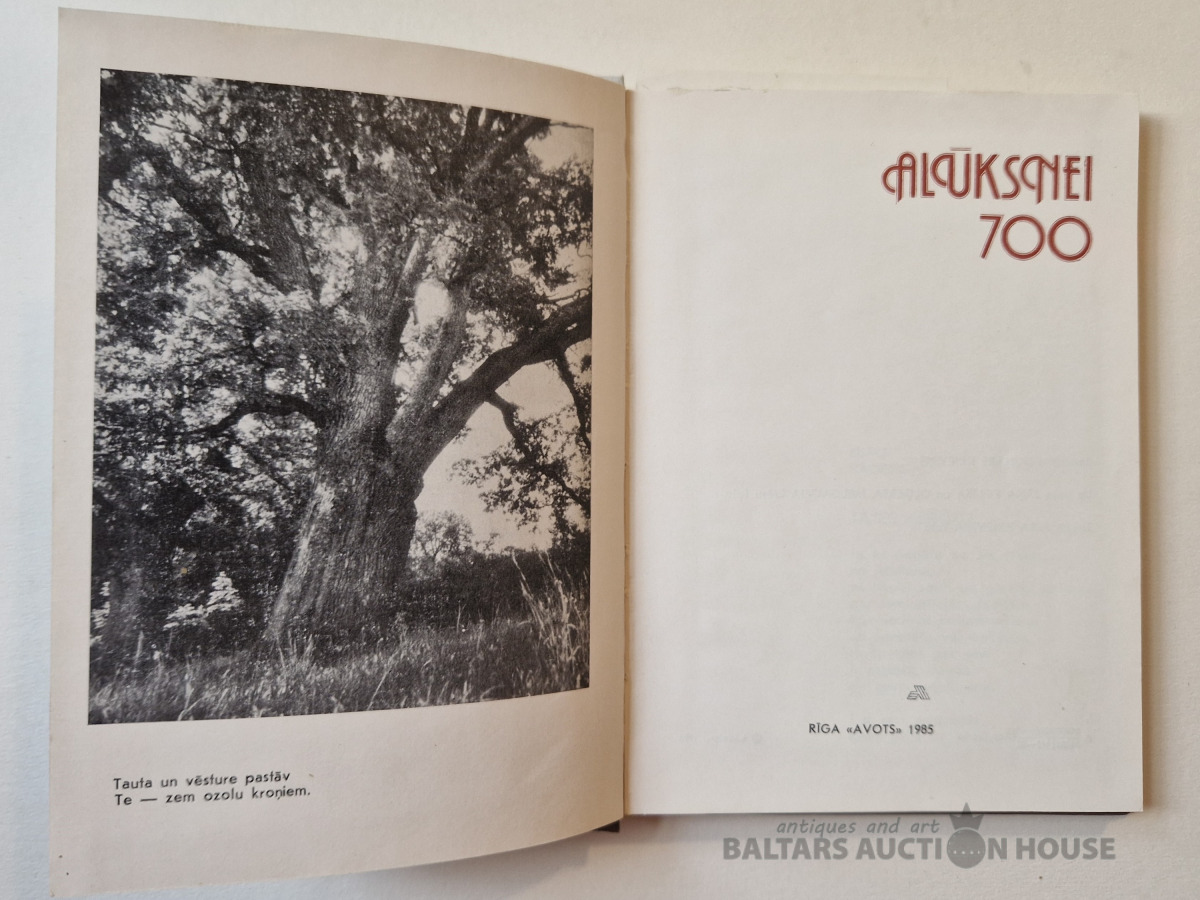 Tauta un vēsture pastāv
Te — zem ozolu kroņiem.
ALŪKSNEI
700
RĪGA «AVOTS» 1985
antiques and art
BALTARS AUCTION HOUSE